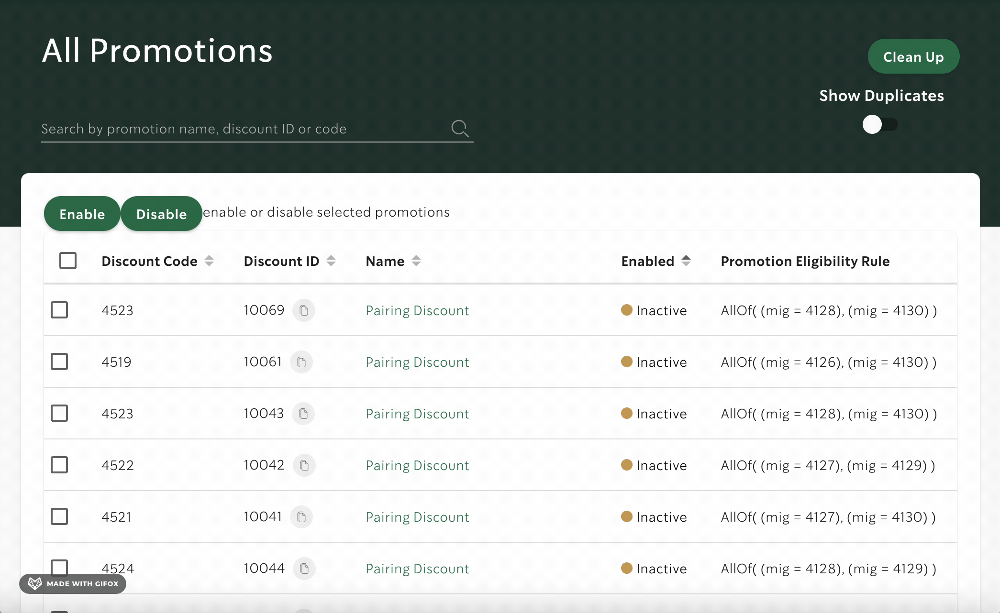 All Promotions
Clean Up
Show Duplicates
Search by promotion name, discount ID or code
Enable Disable enable or disable selected promotions
Discount Code Discount ID Name Enabled Promotion Eligibility Rule
4523 10069 Pairing Discount Inactive AllOf( (mig = 4128), (mig = 4130) )
4519 10061 Pairing Discount Inactive AllOf( (mig = 4126), (mig = 4130) )
4523 10043 Pairing Discount Inactive AllOf( (mig = 4128), (mig = 4130) )
4522 10042 Pairing Discount Inactive AllOf( (mig = 4127), (mig = 4129) )
4521 10041 Pairing Discount Inactive AllOf( (mig = 4127), (mig = 4130) )
4524 10044 Pairing Discount Inactive AllOf( (mig = 4128), (mig = 4129) )
MADE WITH GIFOX